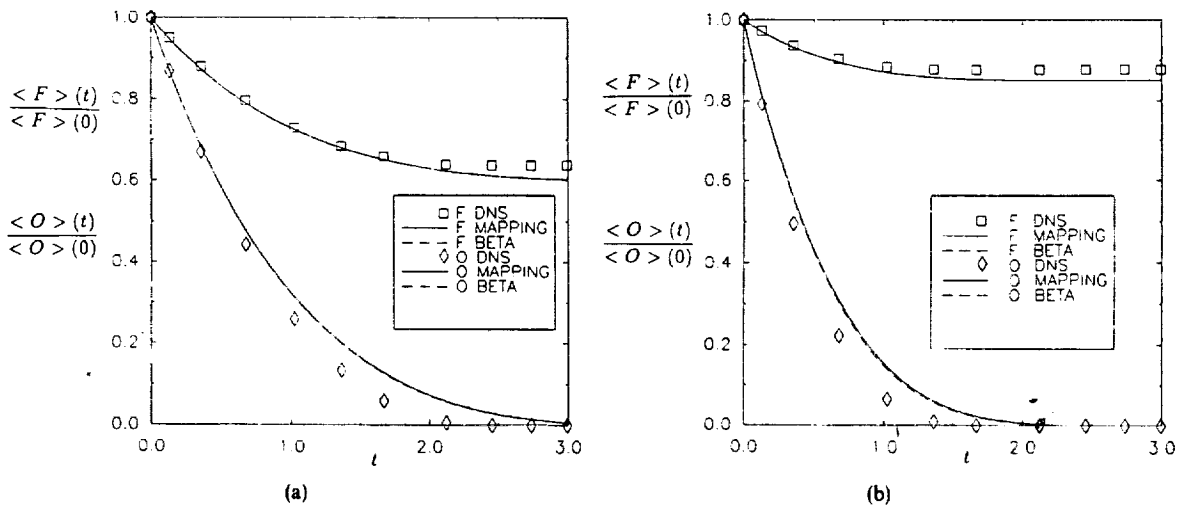 1.0
0.8
0.6
0.4
0.2
0.0
< F >(t)
< F >(0)
< O >(t)
< O >(0)
F DNS
F MAPPING
F BETA
O DNS
O MAPPING
O BETA
0.0
1.0
2.0
3.0
t
(a)
1.0
0.8
0.6
0.4
0.2
0.0
< F >(t)
< F >(0)
< O >(t)
< O >(0)
F DNS
F MAPPING
F BETA
O DNS
O MAPPING
O BETA
0.0
1.0
2.0
3.0
t
(b)